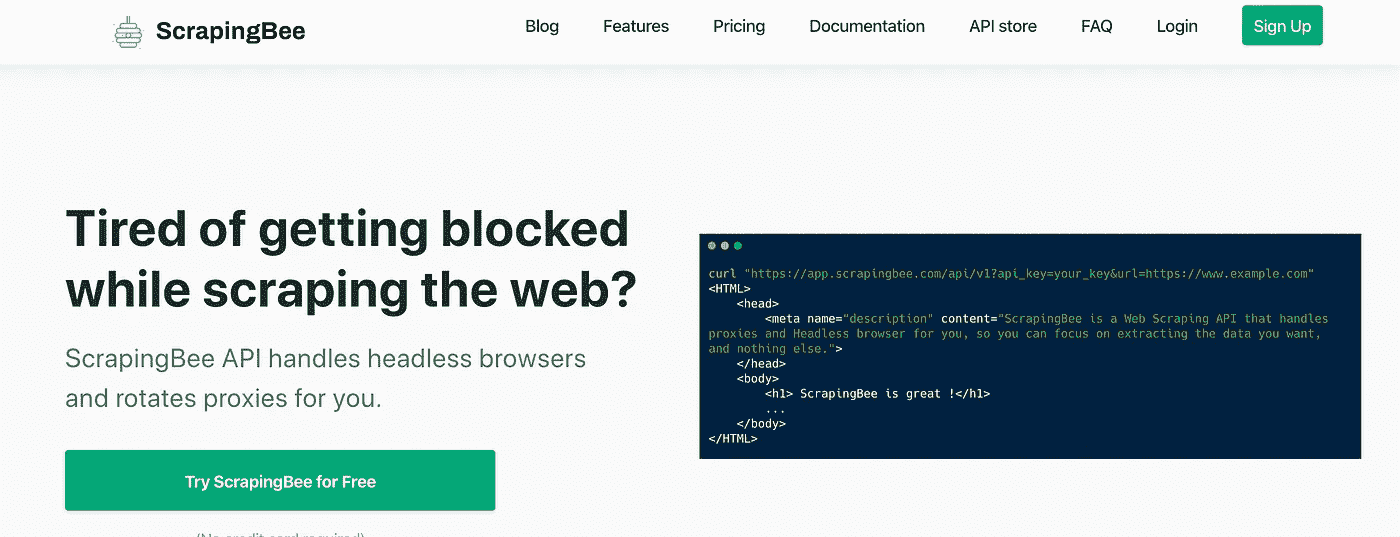 ScrapingBee
Blog Features Pricing Documentation API store FAQ Login Sign Up
Tired of getting blocked
while scraping the web?
ScrapingBee API handles headless browsers
and rotates proxies for you.
Try ScrapingBee for Free
(No credit card required)
curl "https://app.scrapingbee.com/api/v1?api_key=your_key&url=https://www.example.com"
<HTML>
<head>
<meta name="description" content="ScrapingBee is a Web Scraping API that handles
proxies and Headless browser for you, so you can focus on extracting the data you want,
and nothing else.">
</head>
<body>
<h1> ScrapingBee is great !</h1>
...
</body>
</HTML>